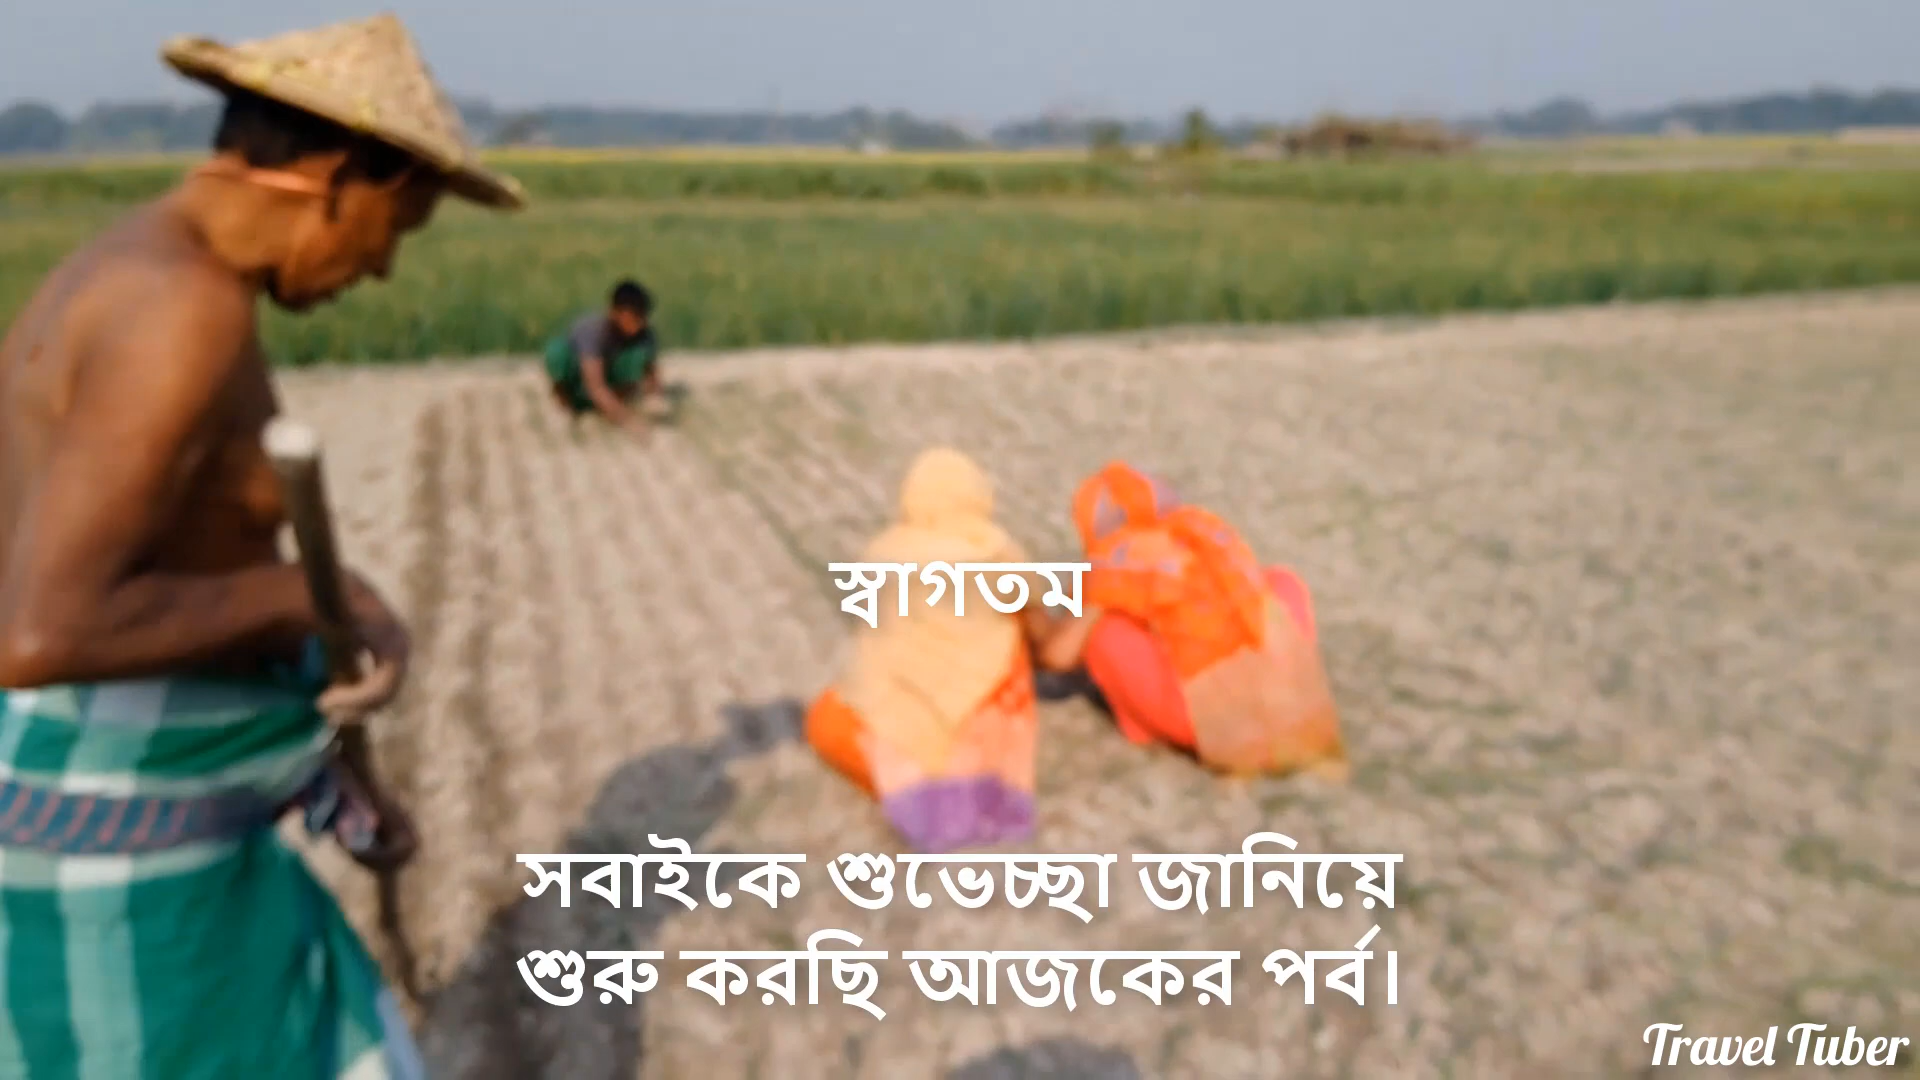 স্বাগতম
সবাইকে শুভেচ্ছা জানিয়ে
শুরু করছি আজকের পর্ব।
Travel Tuber